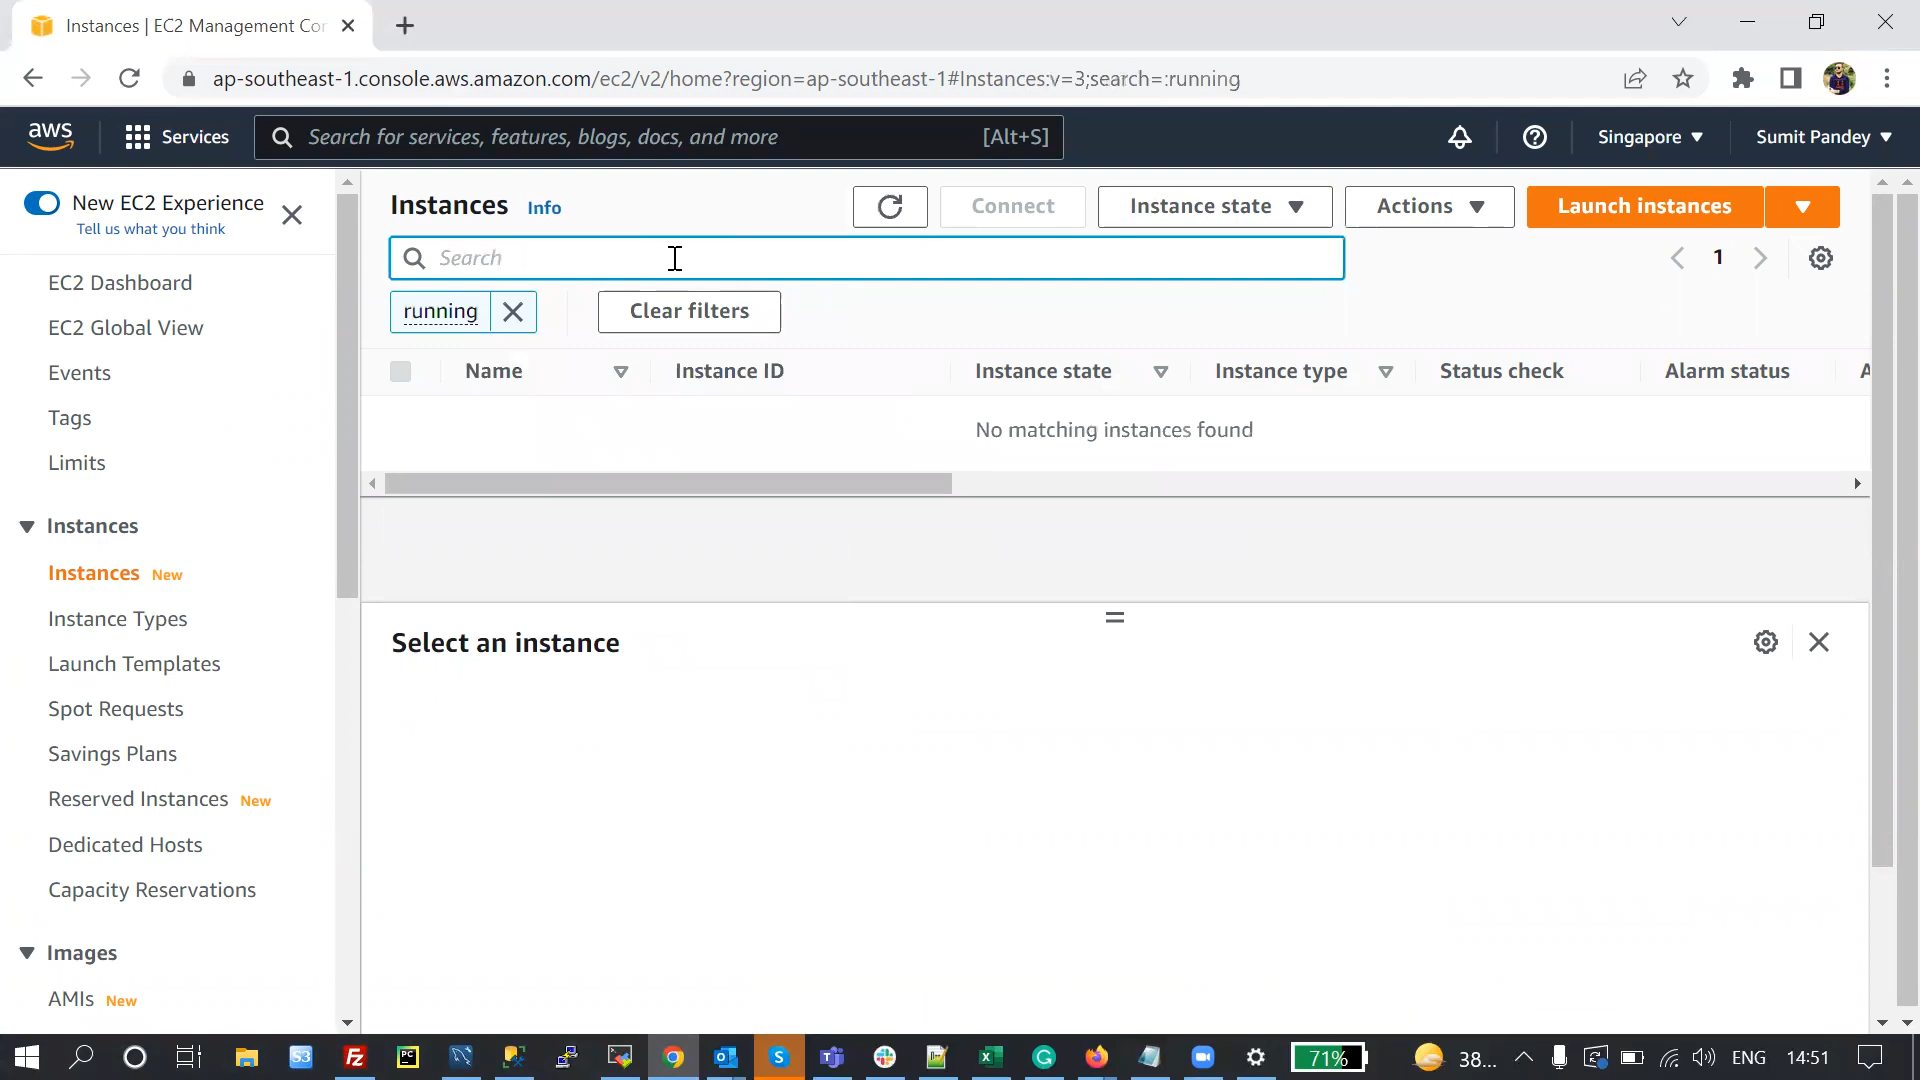 Instances | EC2 Management Cor
ap-southeast-1.console.aws.amazon.com/ec2/v2/home?region=ap-southeast-1#Instances:v=3;search=:running
aws
Services
Search for services, features, blogs, docs, and more
[Alt+S]
Singapore
Sumit Pandey
New EC2 Experience
Tell us what you think
EC2 Dashboard
EC2 Global View
Events
Tags
Limits
Instances
Instances New
Instance Types
Launch Templates
Spot Requests
Savings Plans
Reserved Instances New
Dedicated Hosts
Capacity Reservations
Images
AMIs New
Instances Info
Connect
Instance state
Actions
Launch instances
Search
1
running
Clear filters
Name
Instance ID
Instance state
Instance type
Status check
Alarm status
A
No matching instances found
Select an instance
S3
Fz
PC
S
71%
38...
ENG
14:51